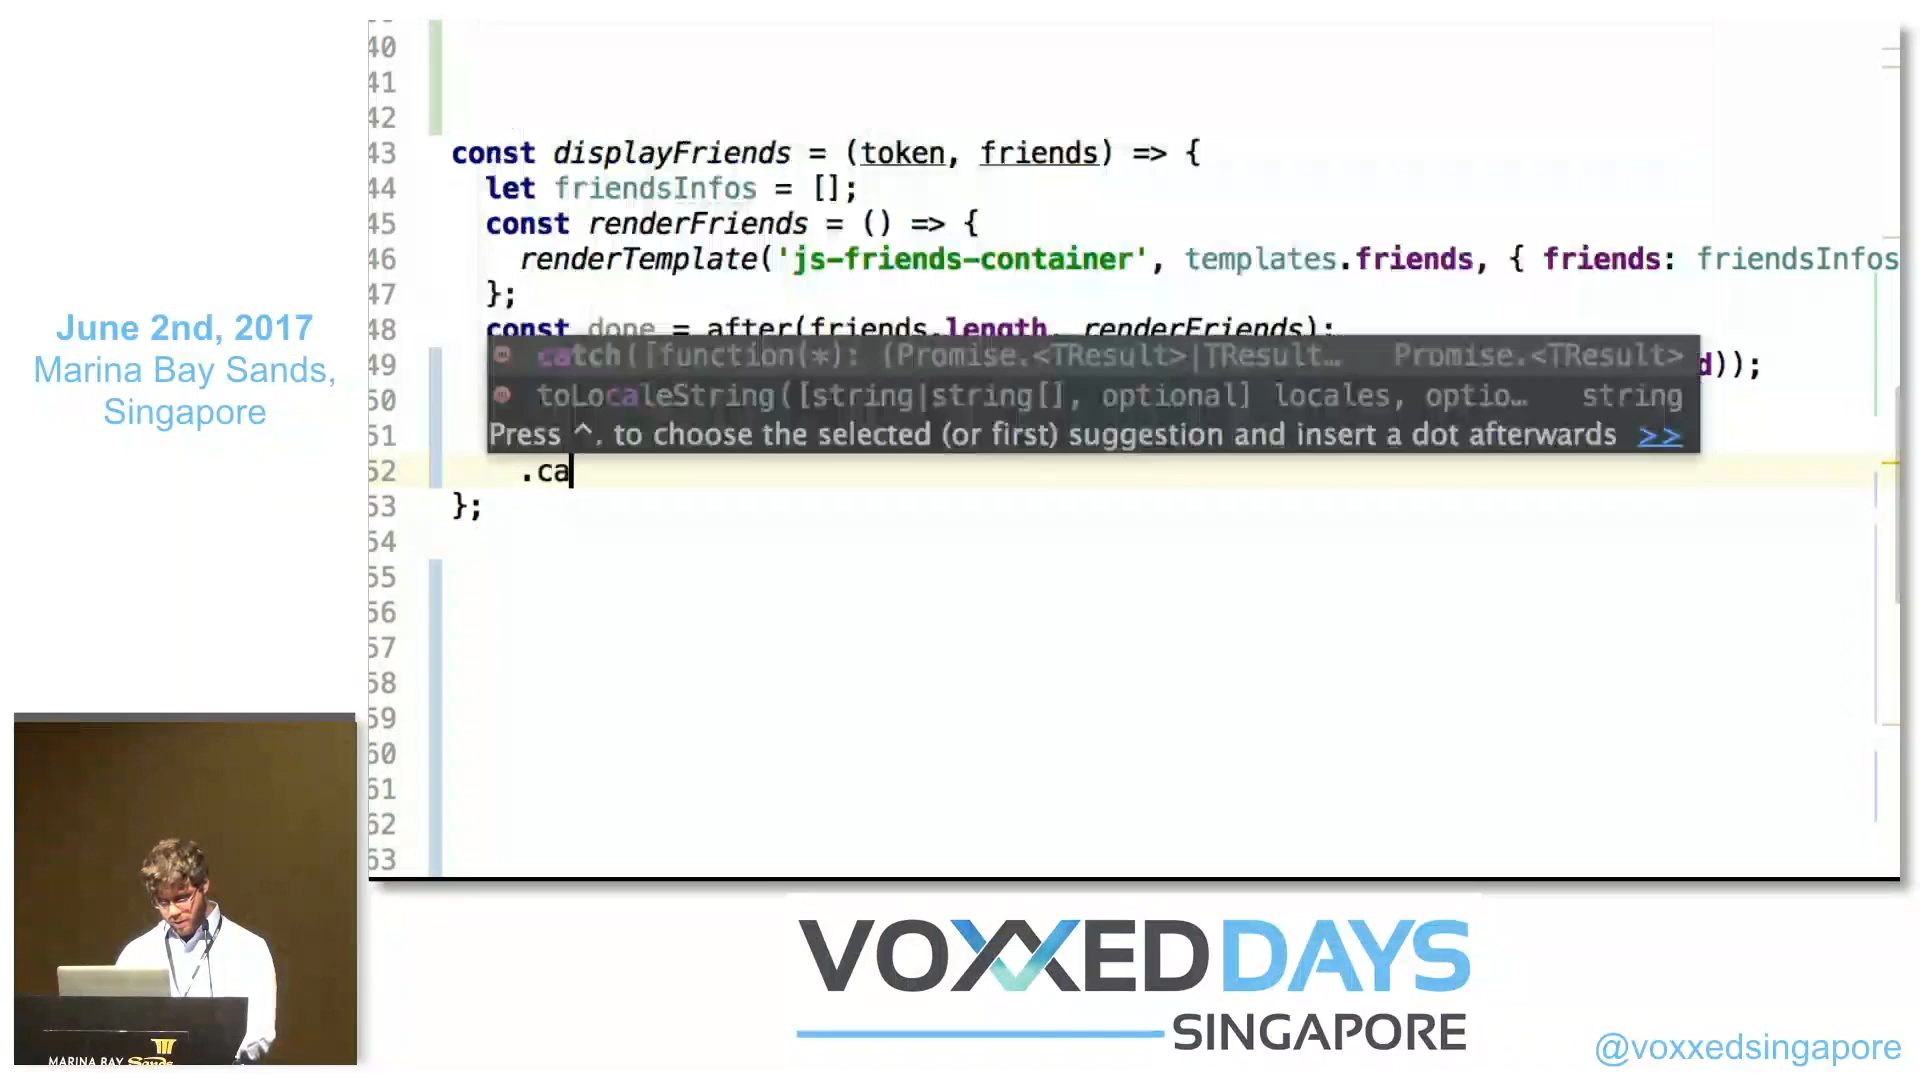 June 2nd, 2017
Marina Bay Sands,
Singapore
40
41
42
43 const displayFriends = (token, friends) => {
44 let friendsInfos = [];
45 const renderFriends = () => {
46 renderTemplate('js-friends-container', templates.friends, { friends: friendsInfos
47 };
48 const done = after(friends.length, renderFriends);
49 d));
50
51
52 .ca
53 };
54
55
56
57
58
59
60
61
62
63
catch([function(*): (Promise.<TResult>|TResult… Promise.<TResult>
toLocaleString([string|string[], optional] locales, optio… string
Press ^. to choose the selected (or first) suggestion and insert a dot afterwards >>
MARINA BAY Sands
VOXXED DAYS
SINGAPORE
@voxxedsingapore